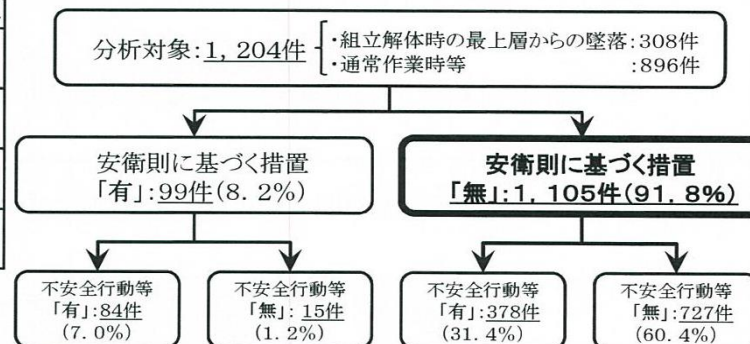 分析対象:1,204件
・組立解体時の最上層からの墜落:308件
・通常作業時等 :896件
安衛則に基づく措置
「有」:99件(8.2%)
安衛則に基づく措置
「無」:1,105件(91.8%)
不安全行動等
「有」:84件
(7.0%)
不安全行動等
「無」:15件
(1.2%)
不安全行動等
「有」:378件
(31.4%)
不安全行動等
「無」:727件
(60.4%)